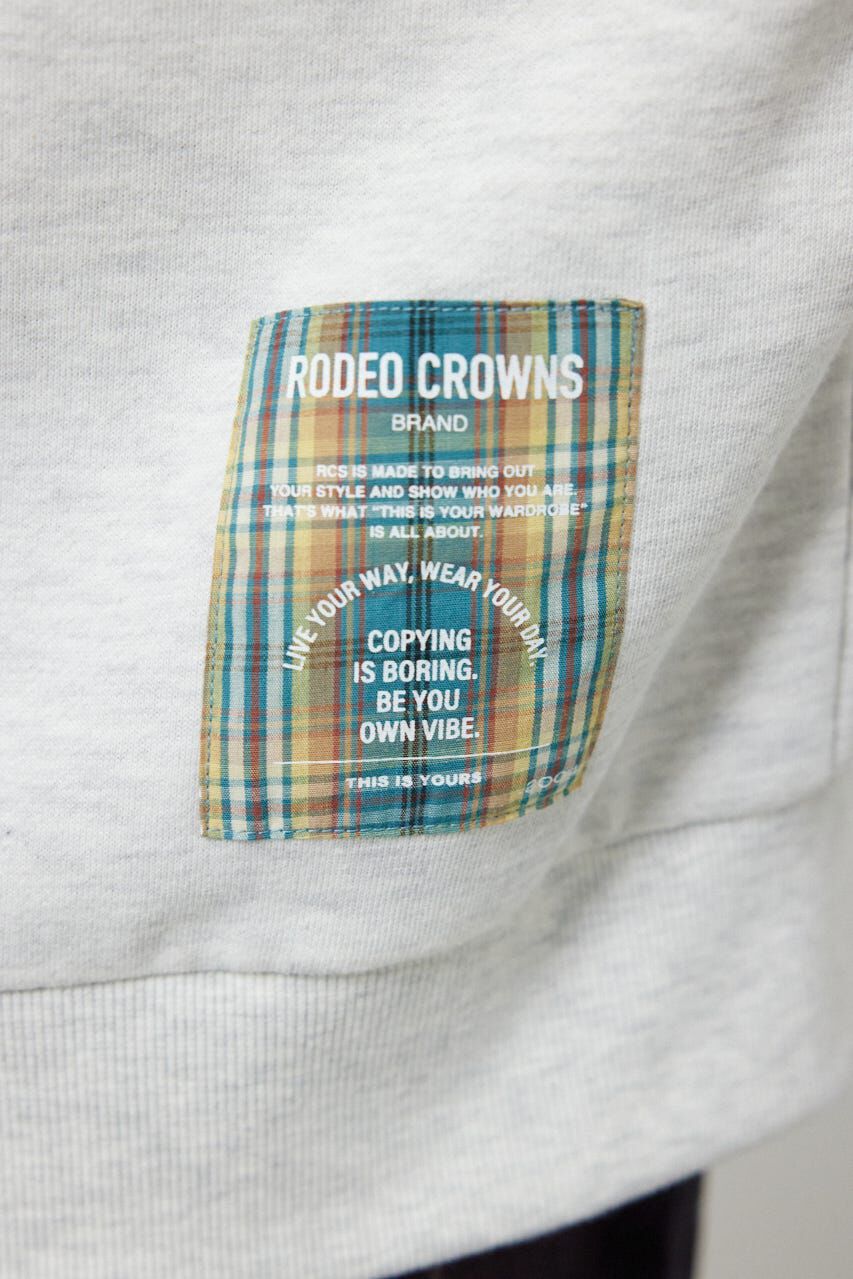 RODEO CROWNS
BRAND
RCS IS MADE TO BRING OUT
YOUR STYLE AND SHOW WHO YOU ARE.
THAT'S WHAT "THIS IS YOUR WARDROBE"
IS ALL ABOUT.
LIVE YOUR WAY, WEAR YOUR DAY.
COPYING
IS BORING.
BE YOU
OWN VIBE.
THIS IS YOURS